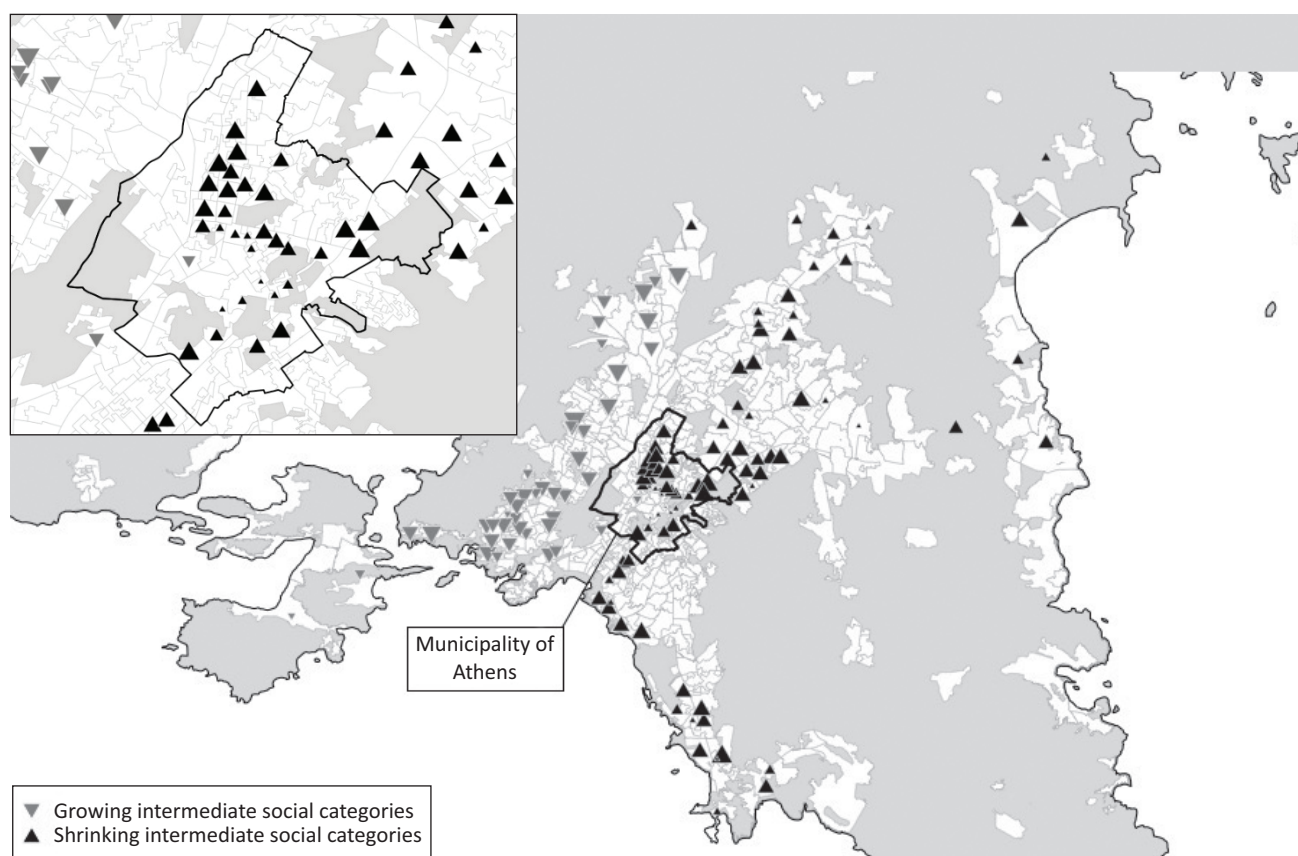 Municipality of
Athens
Growing intermediate social categories
Shrinking intermediate social categories